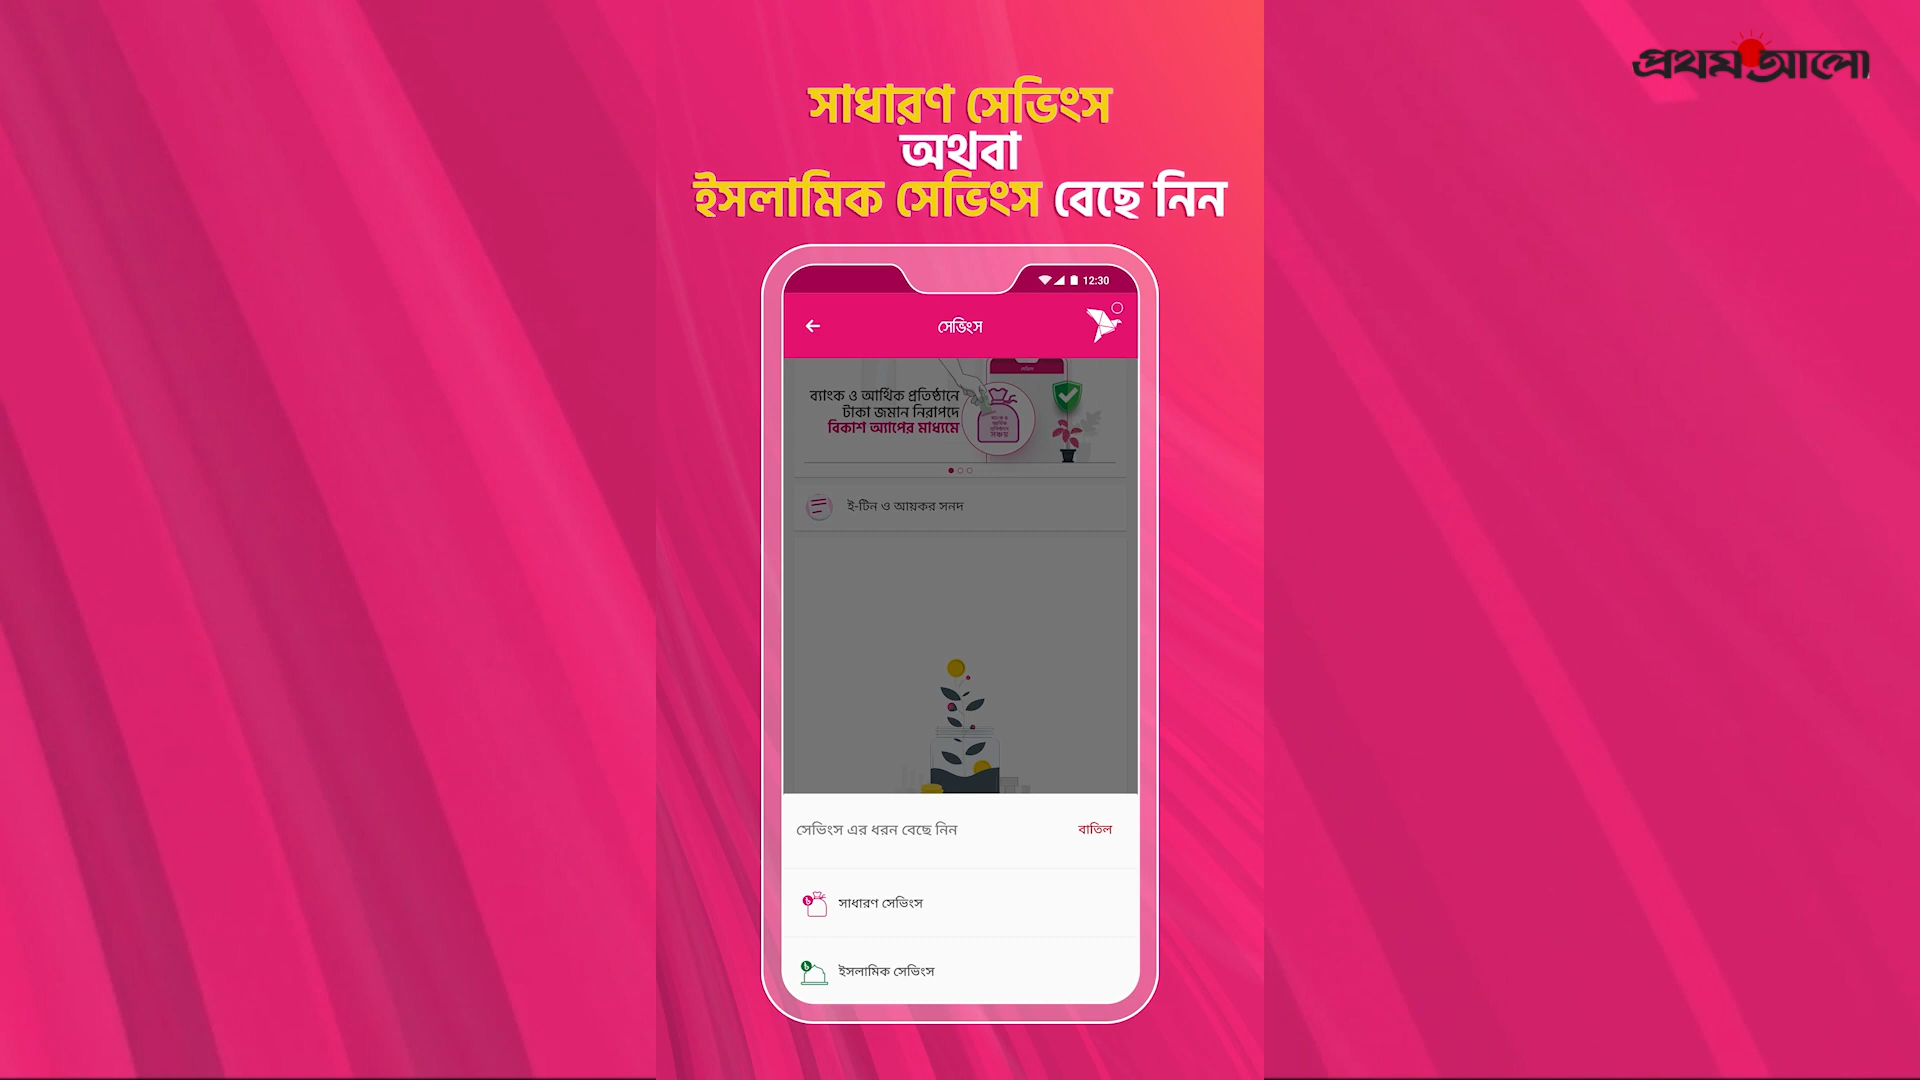 প্রথম আলো
সাধারণ সেভিংস
অথবা
ইসলামিক সেভিংস বেছে নিন
12:30
সেভিংস
ব্যাংক ও আর্থিক প্রতিষ্ঠানে
টাকা জমান নিরাপদে
বিকাশ অ্যাপের মাধ্যমে
ই-টিন ও আয়কর সনদ
সেভিংস এর ধরন বেছে নিন
বাতিল
সাধারণ সেভিংস
ইসলামিক সেভিংস